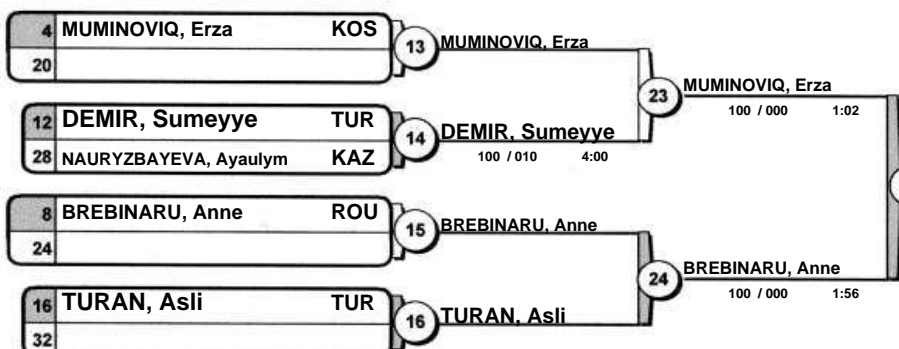 4 MUMINOVIQ, Erza KOS
20
13 MUMINOVIQ, Erza
12 DEMIR, Sumeyye TUR
28 NAURYZBAYEVA, Ayaulym KAZ
14 DEMIR, Sumeyye
100 / 010 4:00
23 MUMINOVIQ, Erza
100 / 000 1:02
8 BREBINARU, Anne ROU
24
15 BREBINARU, Anne
16 TURAN, Asli TUR
32
16 TURAN, Asli
24 BREBINARU, Anne
100 / 000 1:56